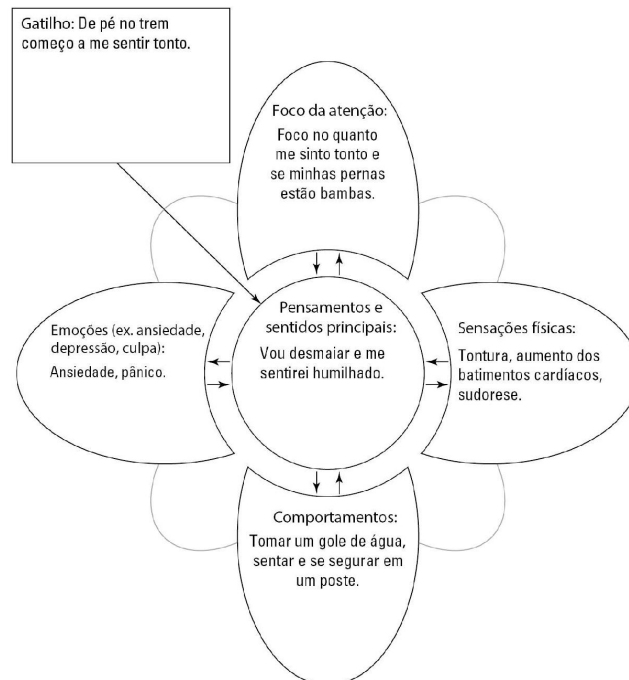 Gatilho: De pé no trem
começo a me sentir tonto.
Foco da atenção:
Foco no quanto
me sinto tonto e
se minhas pernas
estão bambas.
Pensamentos e
sentidos principais:
Vou desmaiar e me
sentirei humilhado.
Emoções (ex. ansiedade,
depressão, culpa):
Ansiedade, pânico.
Sensações físicas:
Tontura, aumento dos
batimentos cardíacos,
sudorese.
Comportamentos:
Tomar um gole de água,
sentar e se segurar em
um poste.